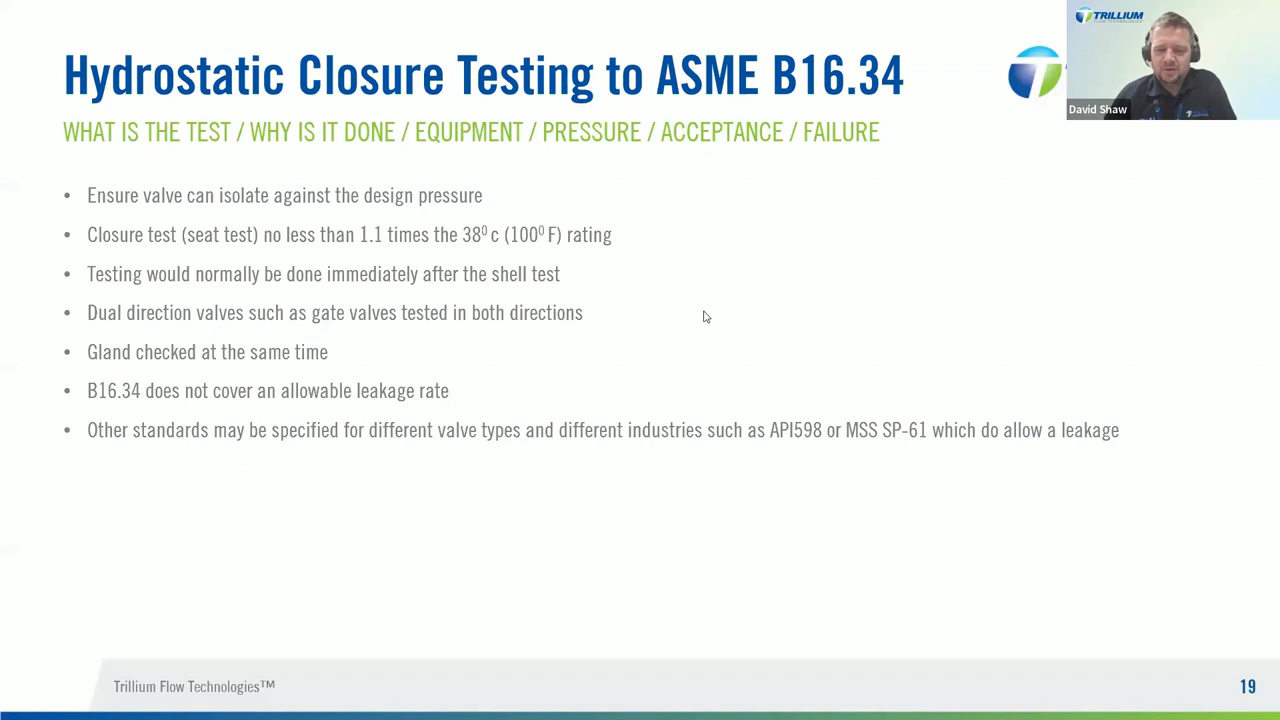 Hydrostatic Closure Testing to ASME B16.34
TRILLIUM
FLOW TECHNOLOGIES
David Shaw
WHAT IS THE TEST / WHY IS IT DONE / EQUIPMENT / PRESSURE / ACCEPTANCE / FAILURE
• Ensure valve can isolate against the design pressure
• Closure test (seat test) no less than 1.1 times the 38⁰ c (100⁰ F) rating
• Testing would normally be done immediately after the shell test
• Dual direction valves such as gate valves tested in both directions
• Gland checked at the same time
• B16.34 does not cover an allowable leakage rate
• Other standards may be specified for different valve types and different industries such as API598 or MSS SP-61 which do allow a leakage
Trillium Flow Technologies™
19